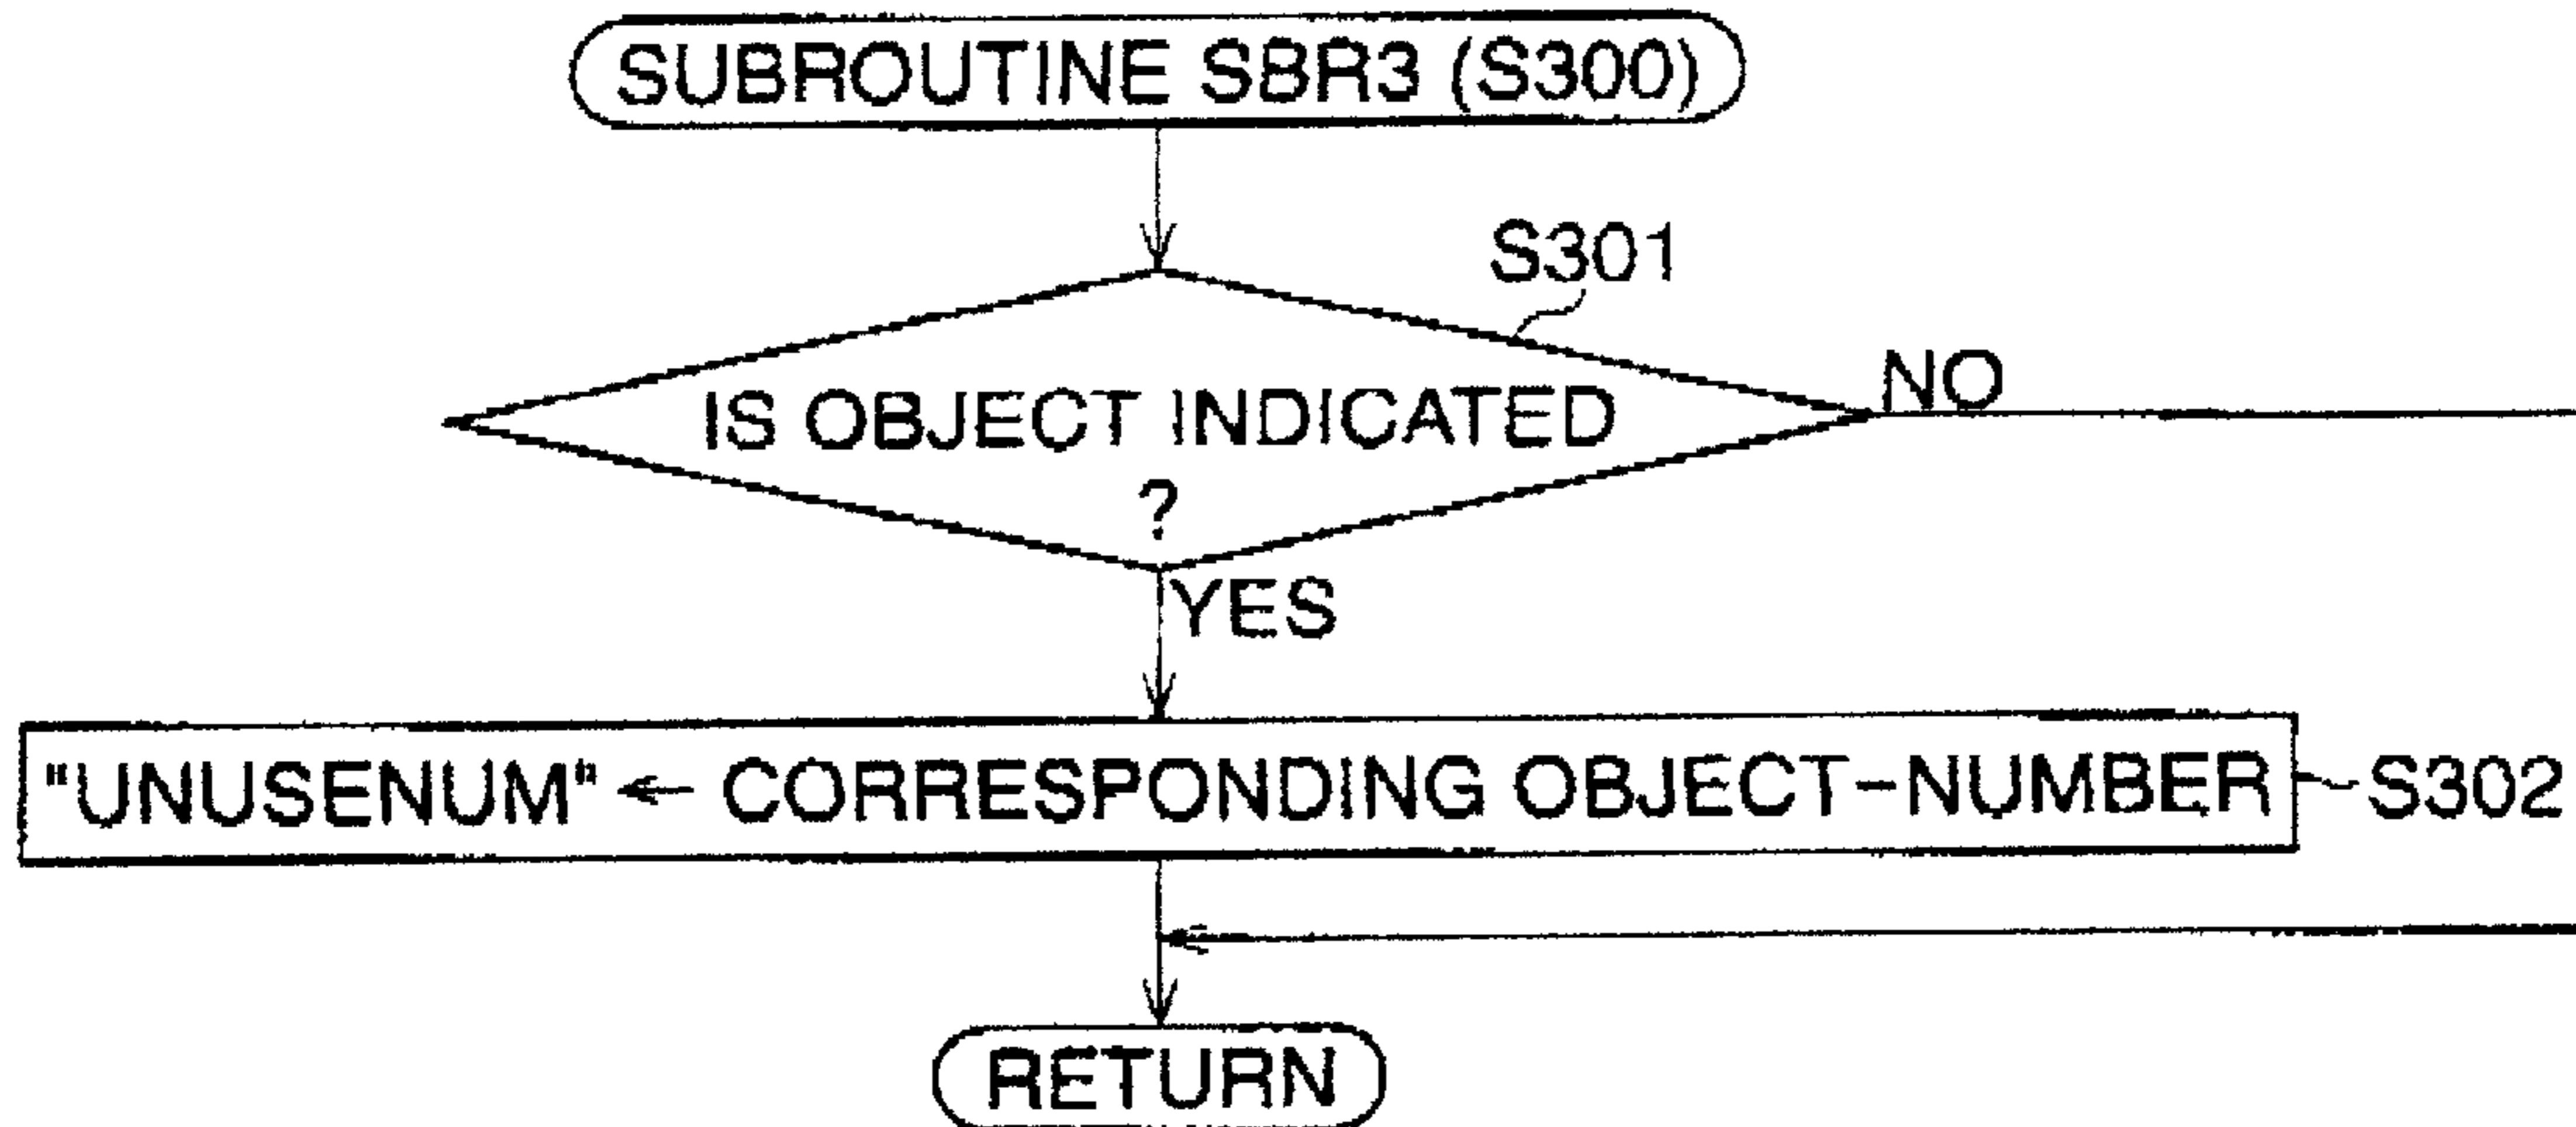 SUBROUTINE SBR3 (S300)
S301
IS OBJECT INDICATED
?
NO
YES
"UNUSENUM" ← CORRESPONDING OBJECT-NUMBER
S302
RETURN